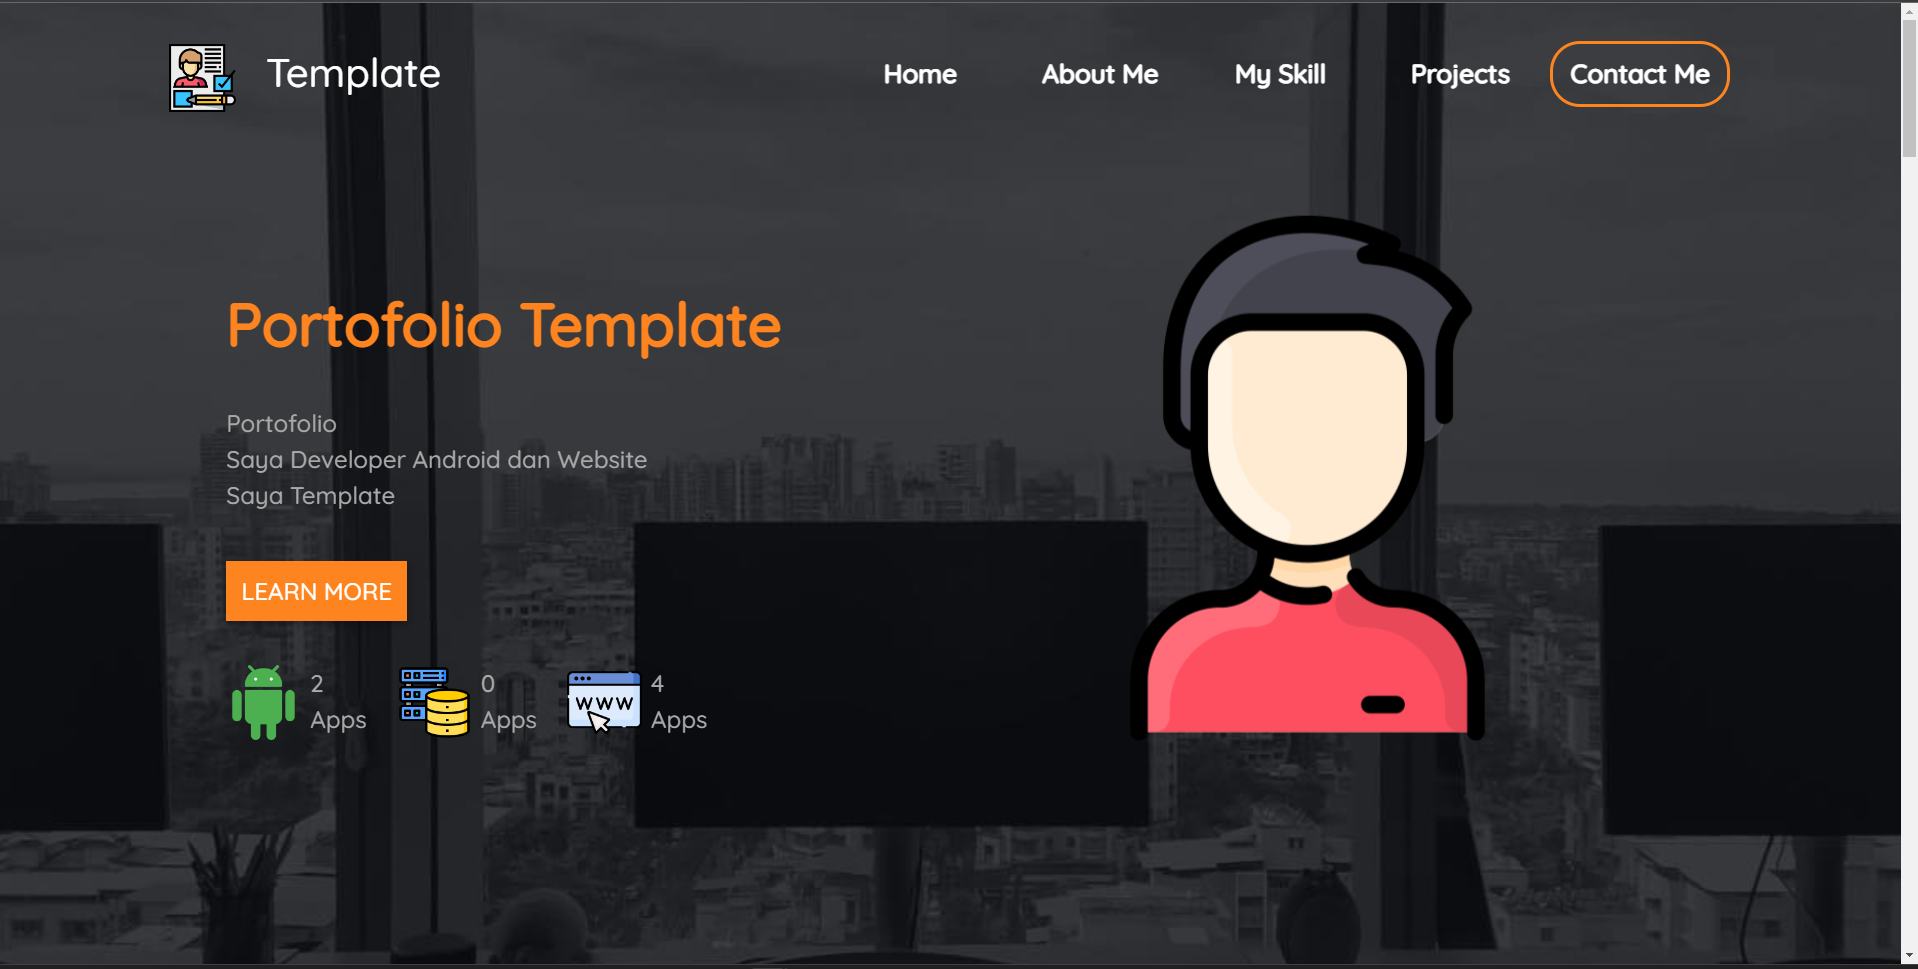 Template
Home
About Me
My Skill
Projects
Contact Me
Portofolio Template
Portofolio
Saya Developer Android dan Website
Saya Template
LEARN MORE
2
Apps
0
Apps
WWW
4
Apps